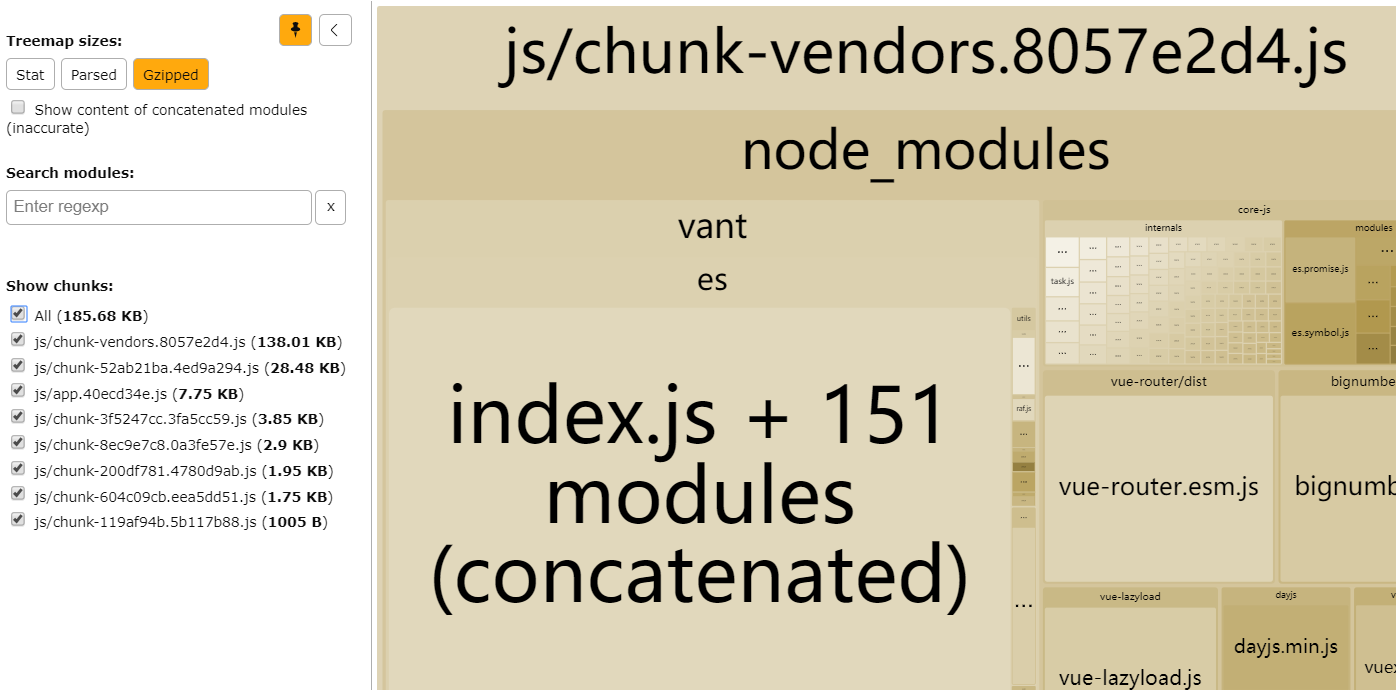 Treemap sizes:
Stat Parsed Gzipped
Show content of concatenated modules
(inaccurate)
Search modules:
Enter regexp x
Show chunks:
All (185.68 KB)
js/chunk-vendors.8057e2d4.js (138.01 KB)
js/chunk-52ab21ba.4ed9a294.js (28.48 KB)
js/app.40ecd34e.js (7.75 KB)
js/chunk-3f5247cc.3fa5cc59.js (3.85 KB)
js/chunk-8ec9e7c8.0a3fe57e.js (2.9 KB)
js/chunk-200df781.4780d9ab.js (1.95 KB)
js/chunk-604c09cb.eea5dd51.js (1.75 KB)
js/chunk-119af94b.5b117b88.js (1005 B)
js/chunk-vendors.8057e2d4.js
node_modules
vant
es
index.js + 151
modules
(concatenated)
utils
...
raf.js
...
...
...
...
core-js
internals
...
task.js
...
...
...
modules
es.promise.js
es.symbol.js
...
...
...
...
vue-router/dist
vue-router.esm.js
bignumbe
bignumb
vue-lazyload
vue-lazyload.js
dayjs
dayjs.min.js
v
vuex